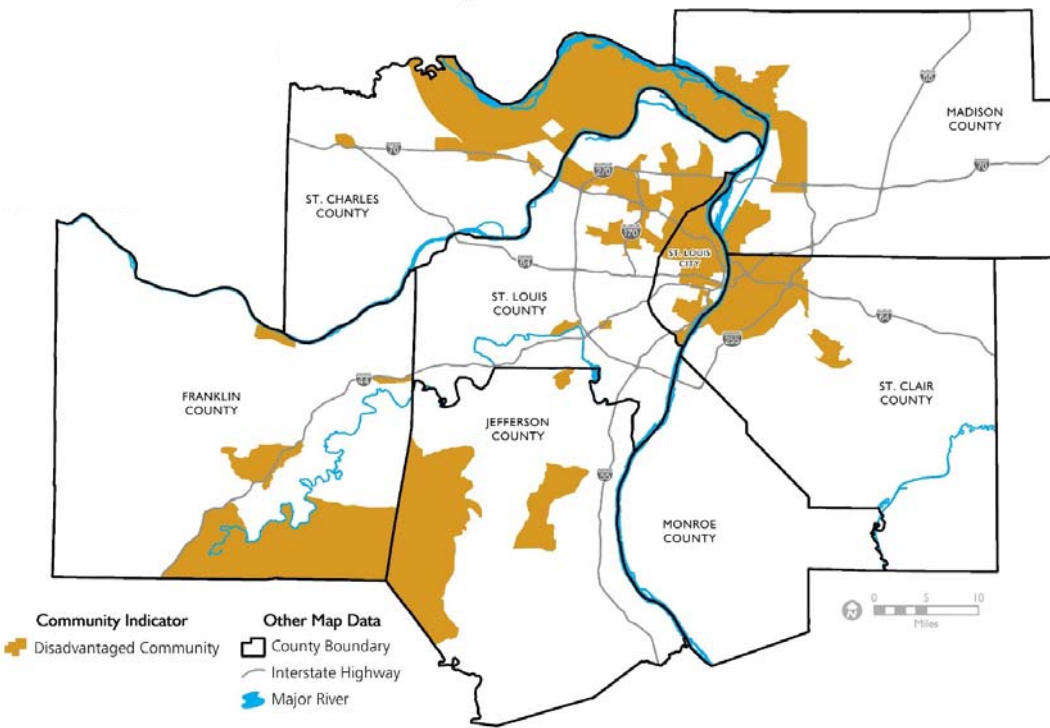 55
MADISON
COUNTY
70
70
270
ST. CHARLES
COUNTY
170
ST. LOUIS
CITY
64
ST. LOUIS
COUNTY
64
255
44
FRANKLIN
COUNTY
ST. CLAIR
COUNTY
JEFFERSON
COUNTY
55
MONROE
COUNTY
0 5 10
Miles
N
Community Indicator
Disadvantaged Community
Other Map Data
County Boundary
Interstate Highway
Major River